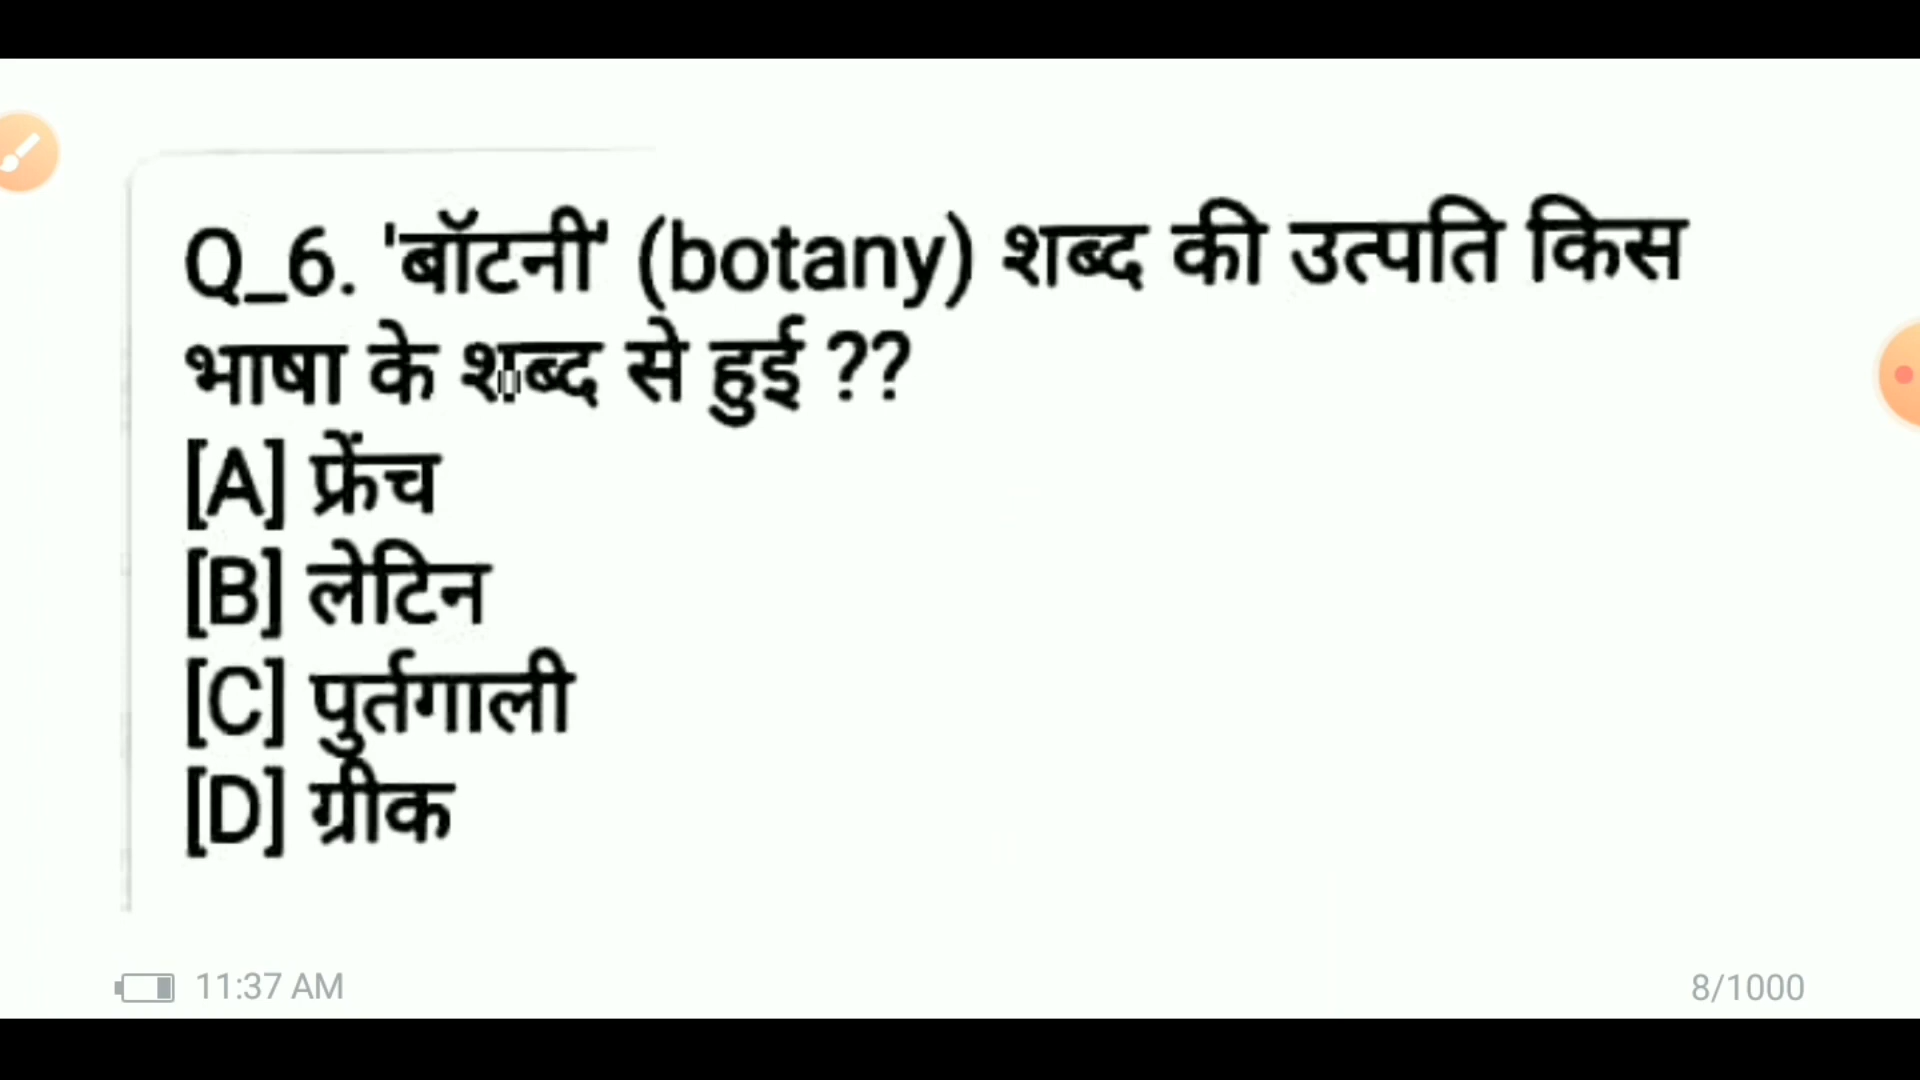 Q_6. 'बॉटनी' (botany) शब्द की उत्पति किस
भाषा के शब्द से हुई ??
[A] फ्रेंच
[B] लेटिन
[C] पुर्तगाली
[D] ग्रीक
11:37 AM
8/1000